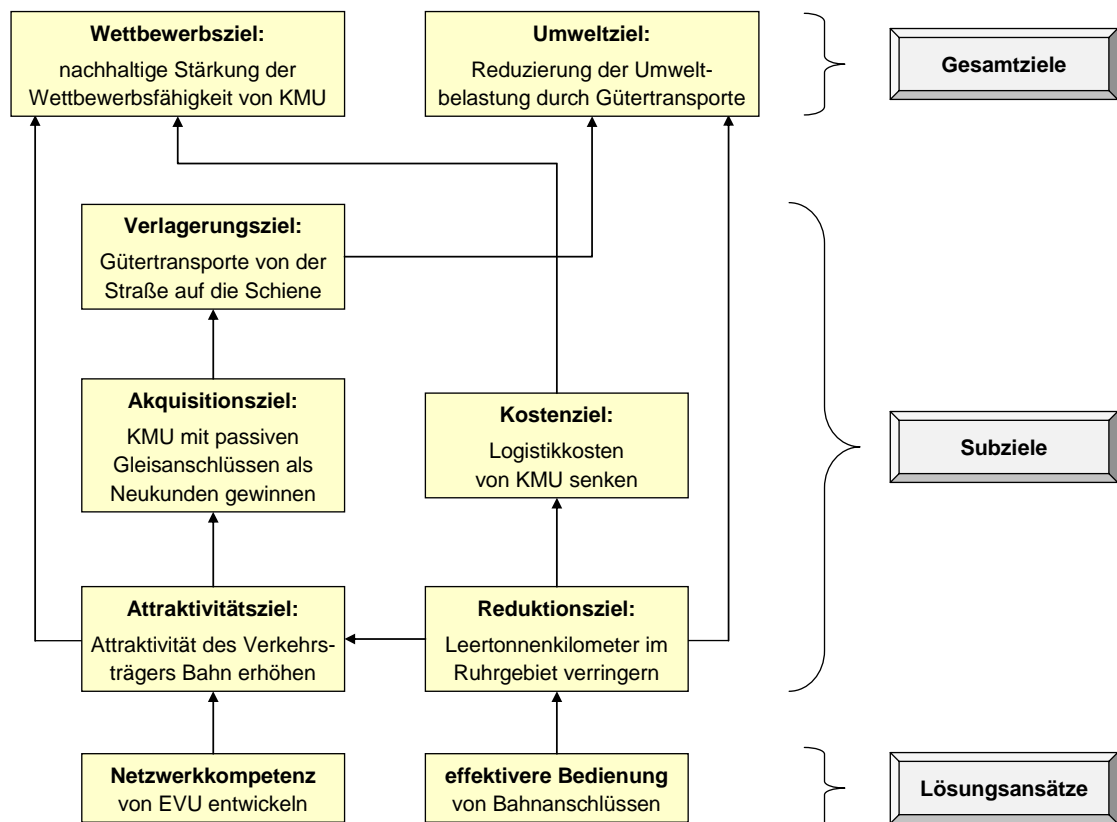 Wettbewerbsziel:
nachhaltige Stärkung der
Wettbewerbsfähigkeit von KMU
Umweltziel:
Reduzierung der Umwelt-
belastung durch Gütertransporte
Gesamtziele
Verlagerungsziel:
Gütertransporte von der
Straße auf die Schiene
Akquisitionsziel:
KMU mit passiven
Gleisanschlüssen als
Neukunden gewinnen
Kostenziel:
Logistikkosten
von KMU senken
Subziele
Attraktivitätsziel:
Attraktivität des Verkehrs-
trägers Bahn erhöhen
Reduktionsziel:
Leertonnenkilometer im
Ruhrgebiet verringern
Netzwerkkompetenz
von EVU entwickeln
effektivere Bedienung
von Bahnanschlüssen
Lösungsansätze